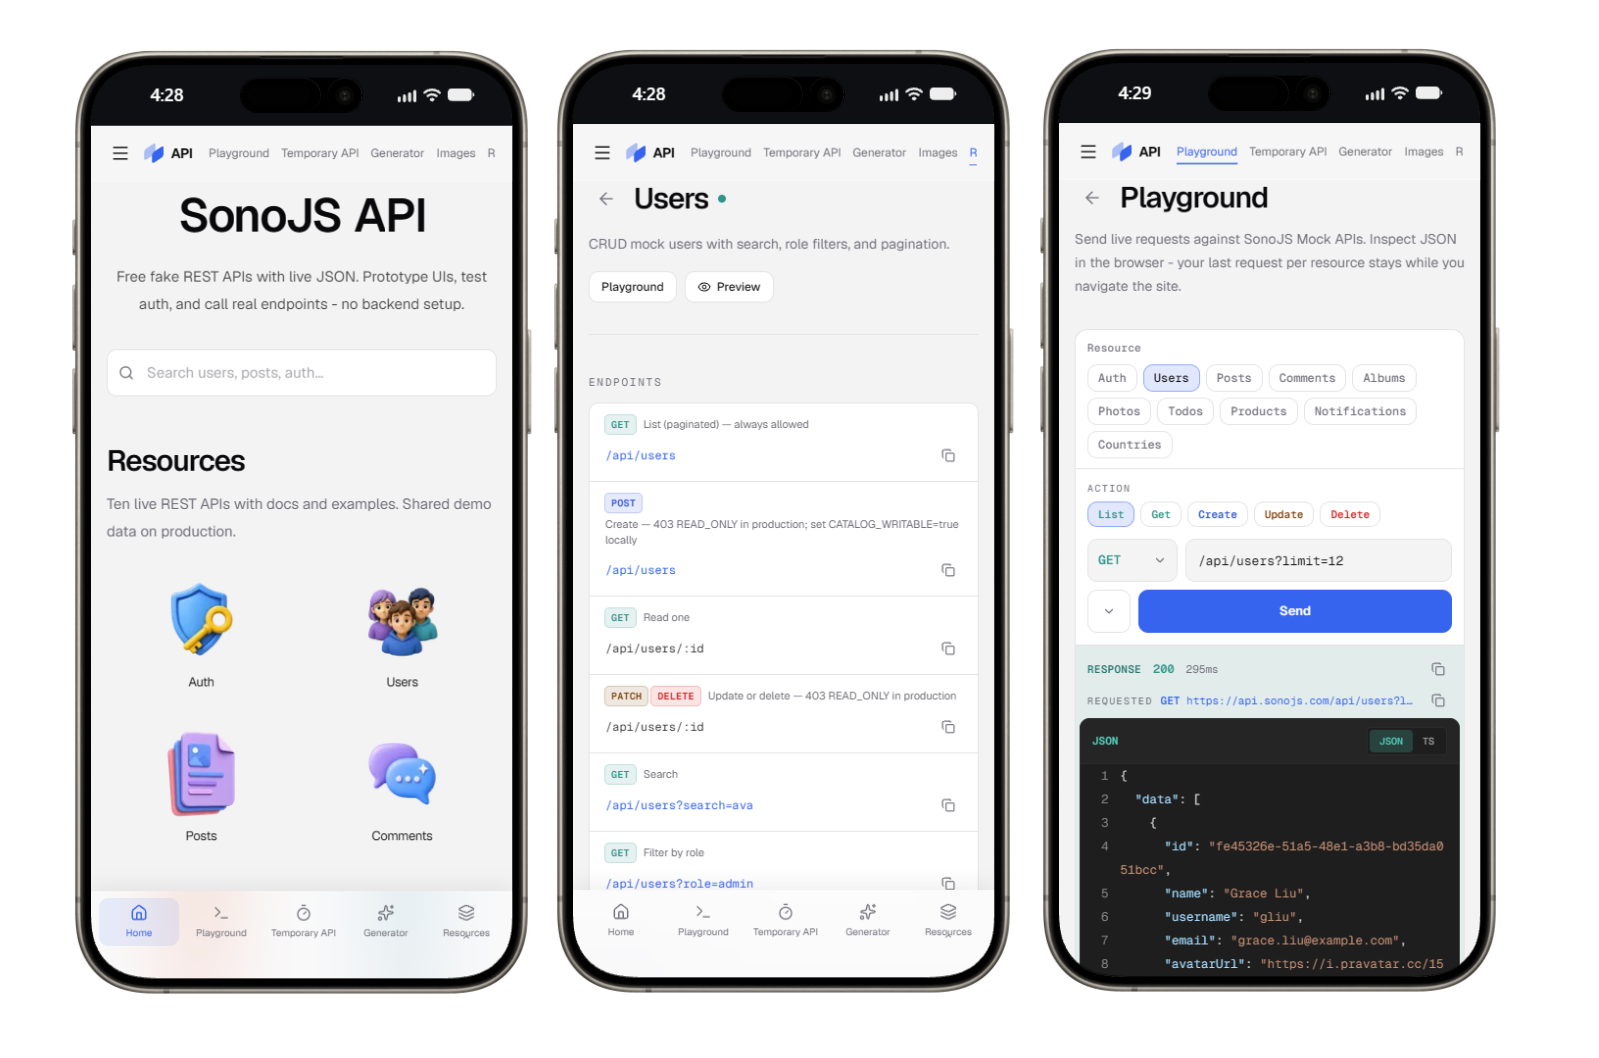 4:28
API Playground Temporary API Generator Images R
SonoJS API
Free fake REST APIs with live JSON. Prototype UIs, test
auth, and call real endpoints - no backend setup.
Search users, posts, auth...
Resources
Ten live REST APIs with docs and examples. Shared demo
data on production.
Auth
Users
Posts
Comments
Home
Playground
Temporary API
Generator
Resources
4:28
API Playground Temporary API Generator Images R
Users
CRUD mock users with search, role filters, and pagination.
Playground
Preview
ENDPOINTS
GET List (paginated) — always allowed
/api/users
POST
Create — 403 READ_ONLY in production; set CATALOG_WRITABLE=true
locally
/api/users
GET Read one
/api/users/:id
PATCH DELETE Update or delete — 403 READ_ONLY in production
/api/users/:id
GET Search
/api/users?search=ava
GET Filter by role
/api/users?role=admin
Home
Playground
Temporary API
Generator
Resources
4:29
API Playground Temporary API Generator Images R
Playground
Send live requests against SonoJS Mock APIs. Inspect JSON
in the browser - your last request per resource stays while you
navigate the site.
Resource
Auth Users Posts Comments Albums
Photos Todos Products Notifications
Countries
ACTION
List Get Create Update Delete
GET /api/users?limit=12
Send
RESPONSE 200 295ms
REQUESTED GET https://api.sonojs.com/api/users?l…
JSON JSON TS
1 {
2 "data": [
3 {
4 "id": "fe45326e-51a5-48e1-a3b8-bd35da0
51bcc",
5 "name": "Grace Liu",
6 "username": "gliu",
7 "email": "grace.liu@example.com",
8 "avatarUrl": "https://i.pravatar.cc/15